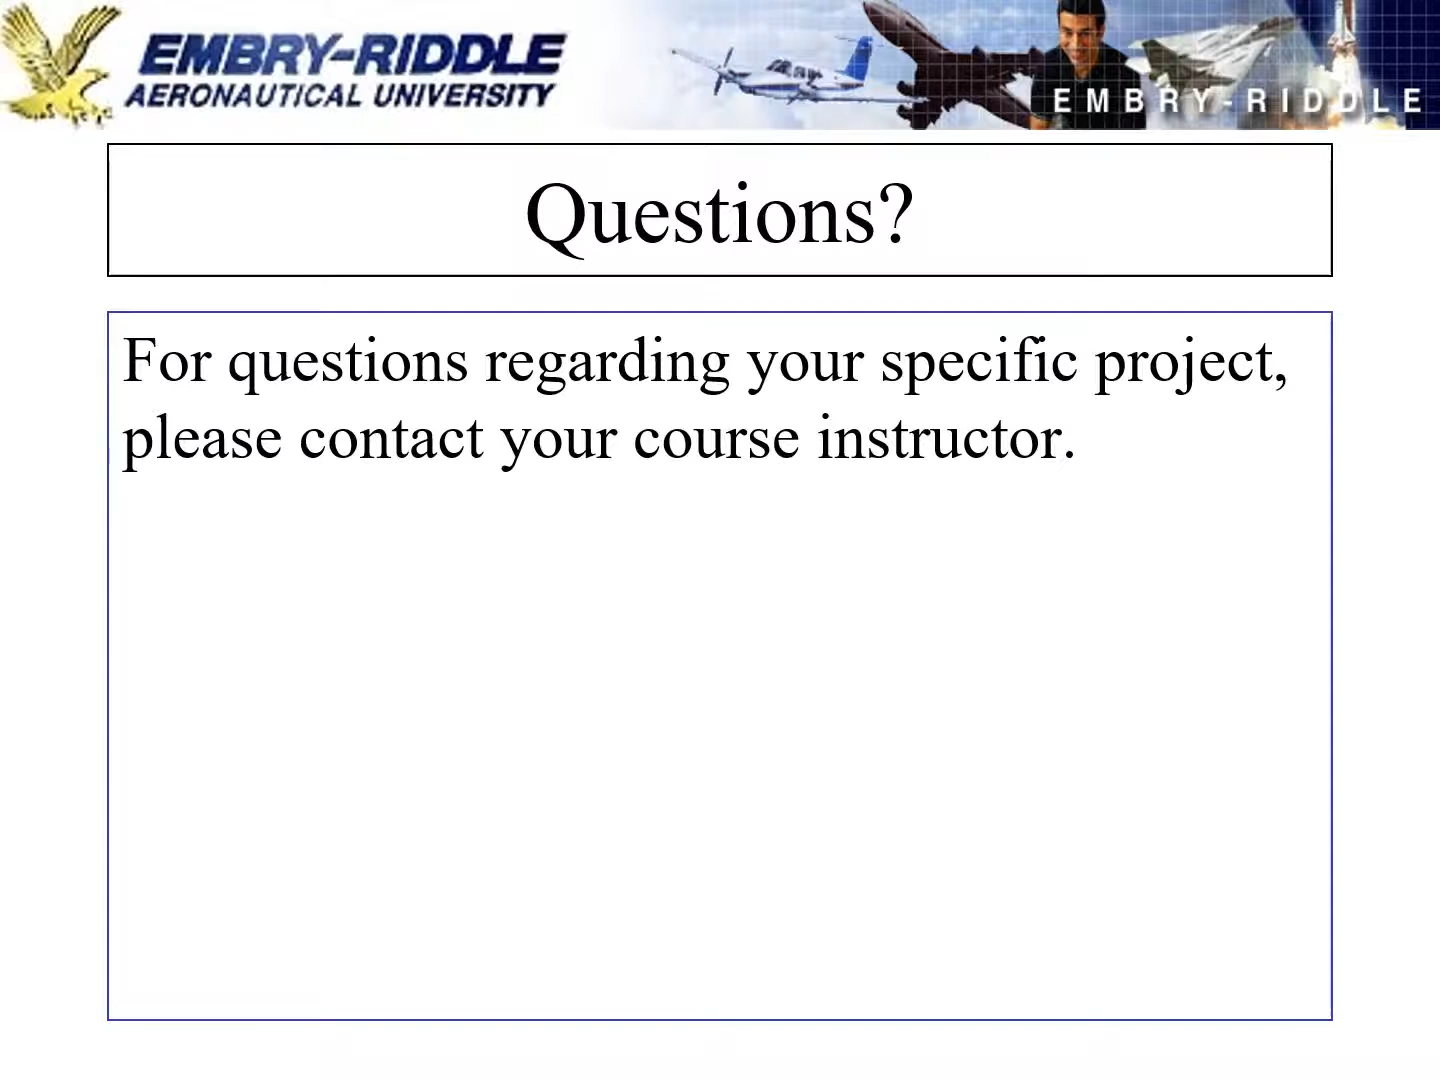 EMBRY-RIDDLE
AERONAUTICAL UNIVERSITY
EMBRY-RIDDLE
Questions?
For questions regarding your specific project,
please contact your course instructor.